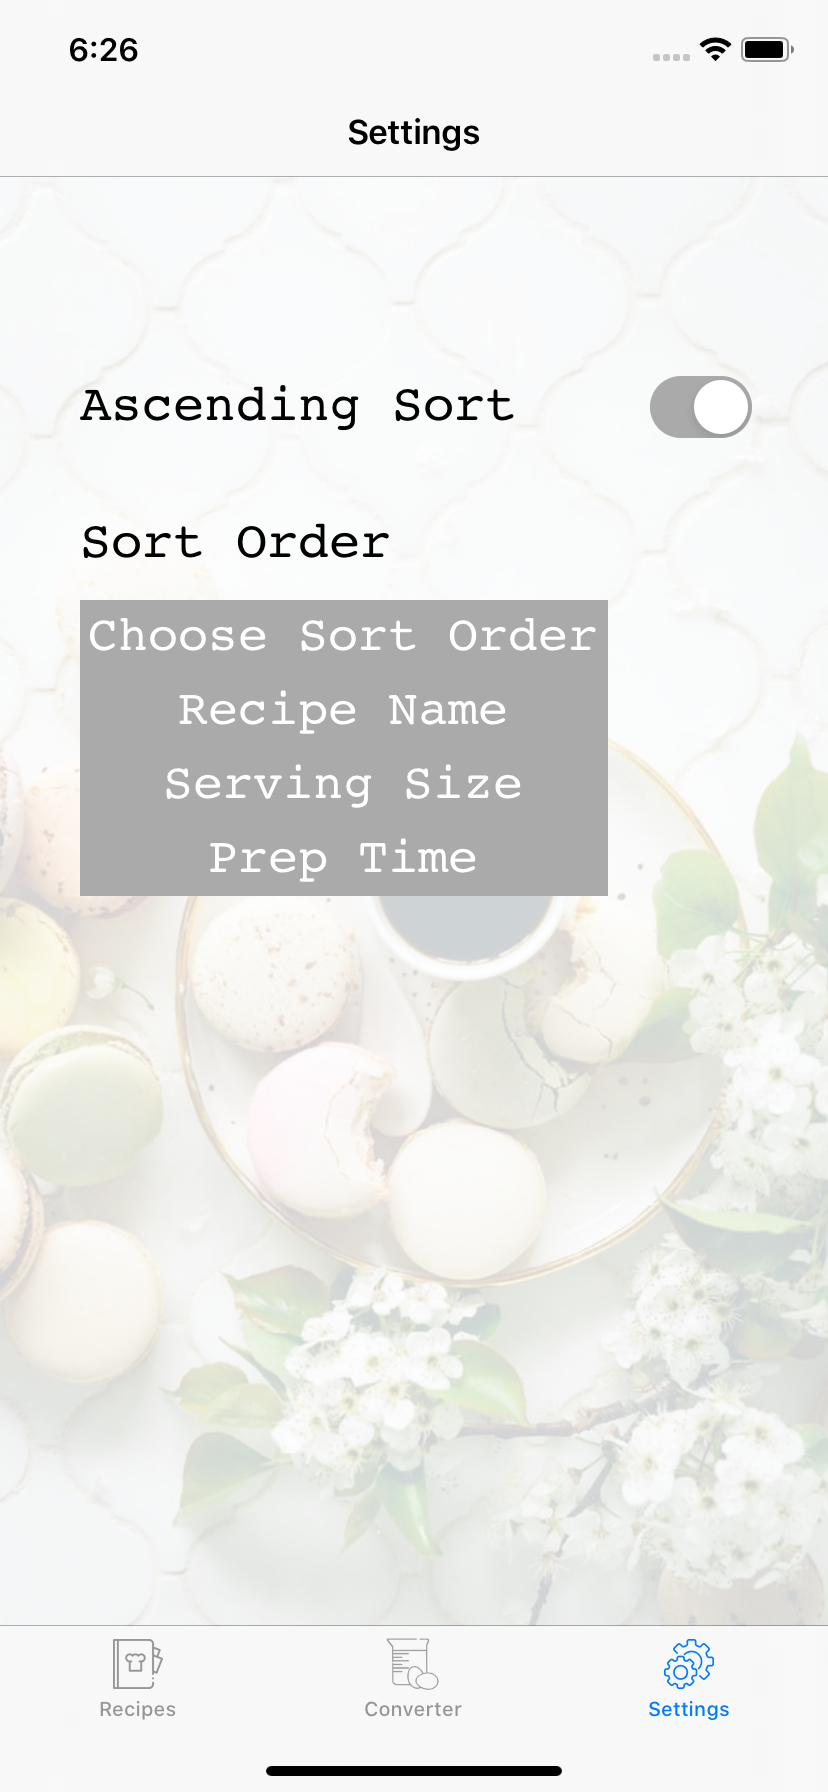 6:26
Settings
Ascending Sort
Sort Order
Choose Sort Order
Recipe Name
Serving Size
Prep Time
Recipes
Converter
Settings